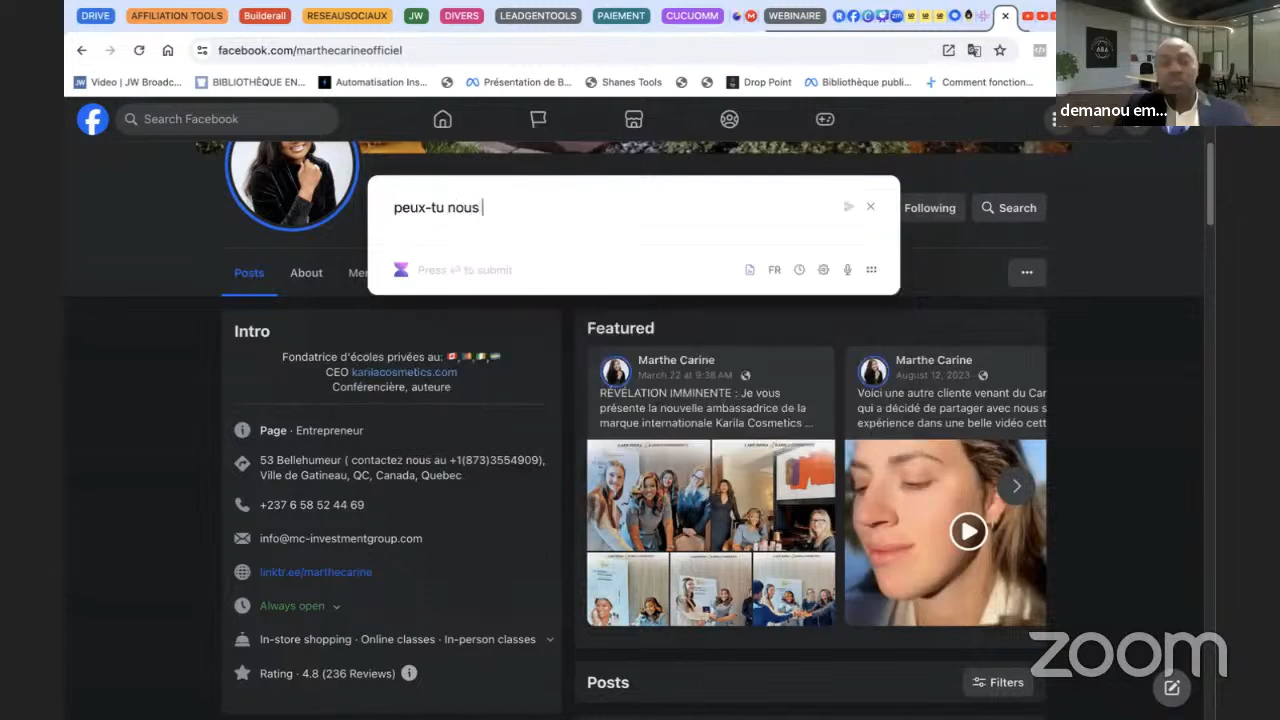 DRIVE AFFILIATION TOOLS Builderall RESEAUSOCIAUX JW DIVERS LEADGENTOOLS PAIEMENT CUCUOMM WEBINAIRE
facebook.com/marthecarineofficiel
Video | JW Broadc... BIBLIOTHÈQUE EN... Automatisation Ins... Présentation de B... Shanes Tools Drop Point Bibliothèque publi... Comment fonction...
demanou em...
Search Facebook
peux-tu nous
Press to submit
FR
Following
Search
Posts
About
Intro
Fondatrice d'écoles privées au:
CEO karilacosmetics.com
Conférencière, auteure
Page · Entrepreneur
53 Bellehumeur ( contactez nous au +1(873)3554909),
Ville de Gatineau, QC, Canada, Quebec
+237 6 58 52 44 69
info@mc-investmentgroup.com
linktr.ee/marthecarine
Always open
In-store shopping · Online classes · In-person classes
Rating · 4.8 (236 Reviews)
Featured
Marthe Carine
March 22 at 9:38 AM
RÉVÉLATION IMMINENTE : Je vous
présente la nouvelle ambassadrice de la
marque internationale Karila Cosmetics ...
Marthe Carine
August 12, 2023
Voici une autre cliente venant du Car
qui a décidé de partager avec nous s
expérience dans une belle vidéo cett
Posts
Filters
zoom